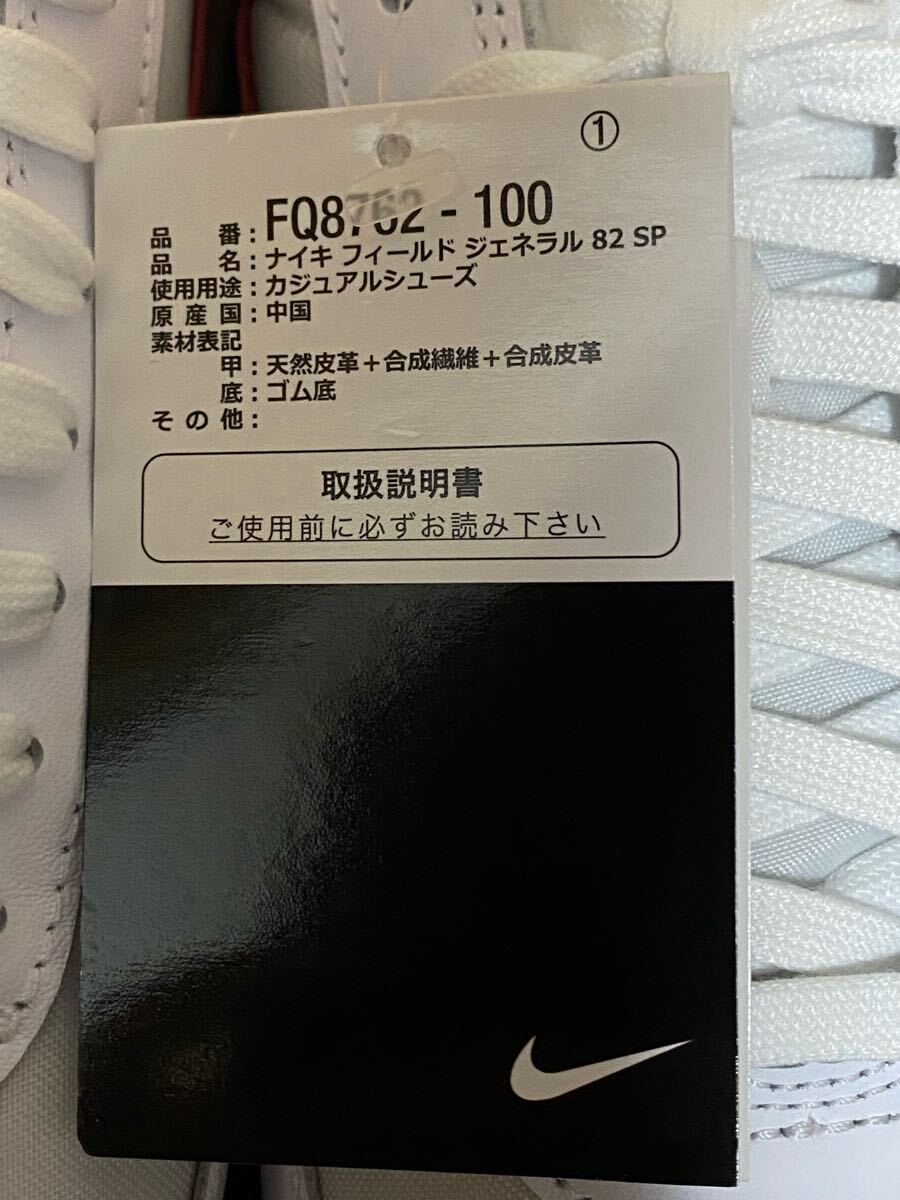 ①
品番：FQ8762 - 100
品名：ナイキ フィールド ジェネラル 82 SP
使用用途：カジュアルシューズ
原産国：中国
素材表記
甲：天然皮革＋合成繊維＋合成皮革
底：ゴム底
その他：
取扱説明書
ご使用前に必ずお読み下さい